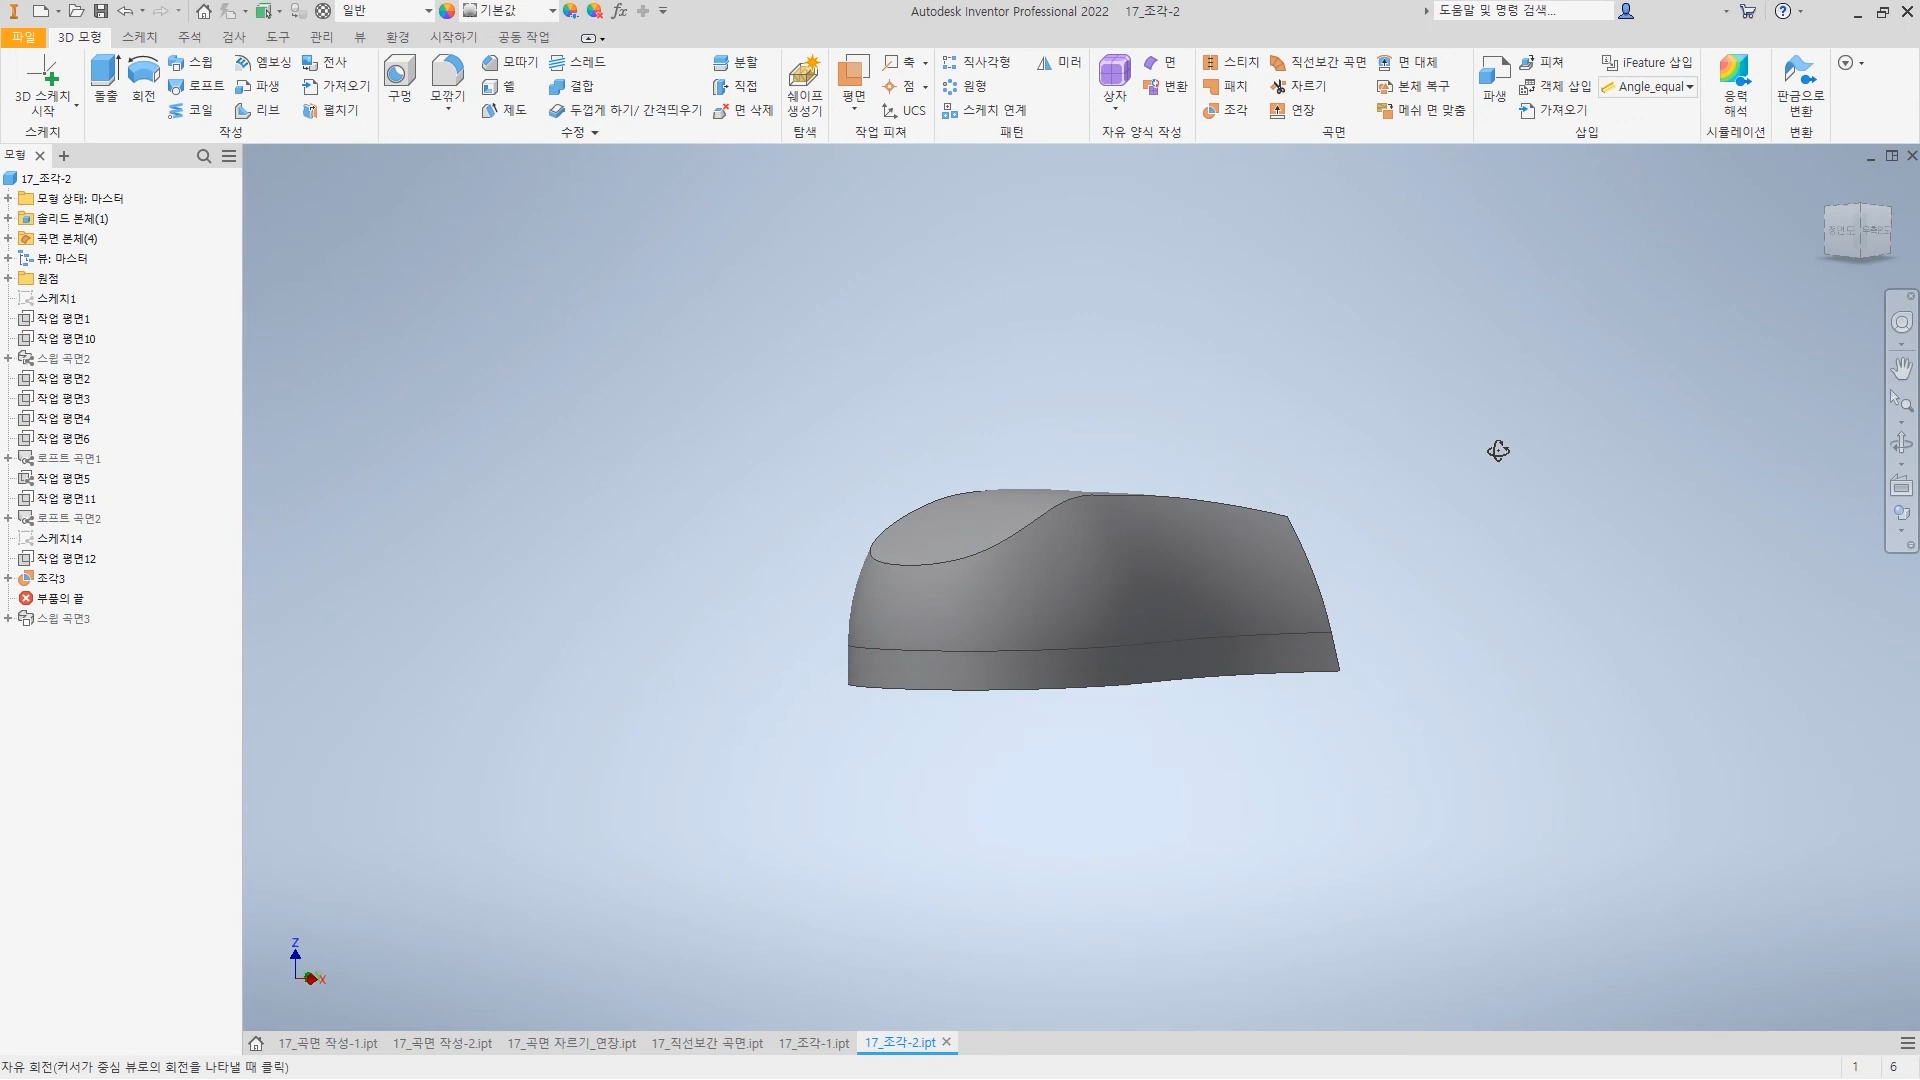 일반
기본값
fx
Autodesk Inventor Professional 2022 17_조각-2
도움말 및 명령 검색...
파일 3D 모형 스케치 주석 검사 도구 관리 뷰 환경 시작하기 공동 작업
3D 스케치 시작
스케치
돌출
회전
스윕
로프트
코일
엠보싱
파생
리브
전사
가져오기
펼치기
작성
구멍
모깎기
모따기
쉘
제도
스레드
결합
두껍게 하기/ 간격띄우기
분할
직접
면 삭제
수정
쉐이프 생성기
탐색
평면
축
점
UCS
작업 피쳐
직사각형
원형
스케치 연계
미러
패턴
상자
면
변환
자유 양식 작성
스티치
패치
조각
직선보간 곡면
자르기
연장
면 대체
본체 복구
메쉬 면 맞춤
곡면
파생
피쳐
객체 삽입
가져오기
iFeature 삽입
Angle_equal
삽입
응력 해석
시뮬레이션
판금으로 변환
변환
모형
17_조각-2
모형 상태: 마스터
솔리드 본체(1)
곡면 본체(4)
뷰: 마스터
원점
스케치1
작업 평면1
작업 평면10
스윕 곡면2
작업 평면2
작업 평면3
작업 평면4
작업 평면6
로프트 곡면1
작업 평면5
작업 평면11
로프트 곡면2
스케치14
작업 평면12
조각3
부품의 끝
스윕 곡면3
Z
X
17_곡면 작성-1.ipt 17_곡면 작성-2.ipt 17_곡면 자르기_연장.ipt 17_직선보간 곡면.ipt 17_조각-1.ipt 17_조각-2.ipt
자유 회전(커서가 중심 뷰로의 회전을 나타낼 때 클릭)
1 6